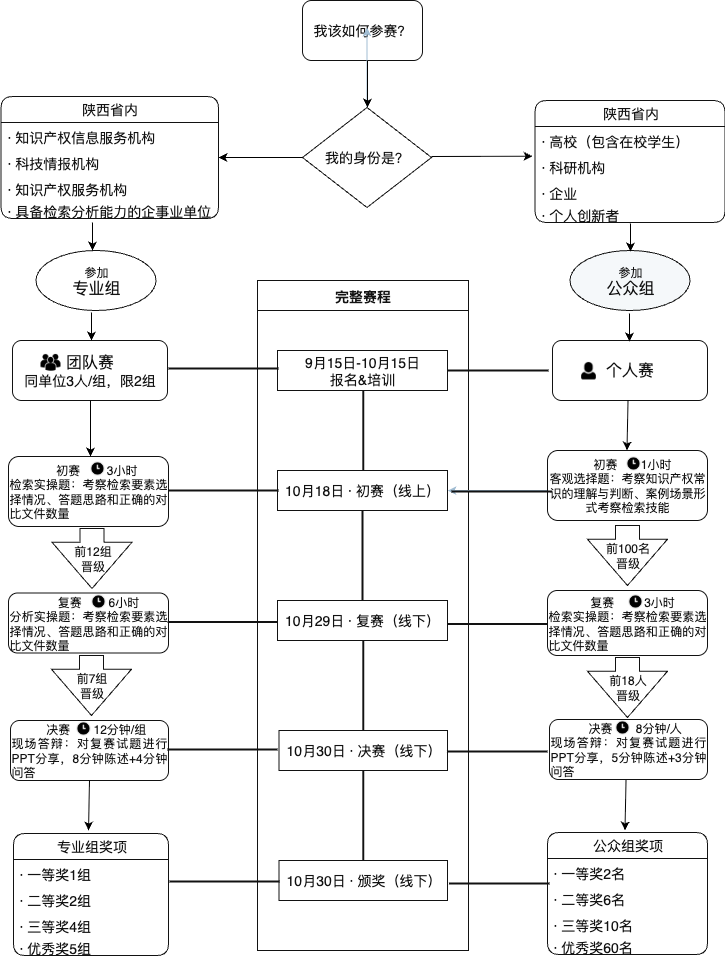 我该如何参赛？
我的身份是？
陕西省内
· 知识产权信息服务机构
· 科技情报机构
· 知识产权服务机构
· 具备检索分析能力的企事业单位
陕西省内
· 高校（包含在校学生）
· 科研机构
· 企业
· 个人创新者
参加
专业组
参加
公众组
完整赛程
团队赛
同单位3人/组，限2组
9月15日-10月15日
报名&培训
个人赛
初赛 3小时
检索实操题：考察检索要素选
择情况、答题思路和正确的对
比文件数量
10月18日 · 初赛（线上）
初赛 1小时
客观选择题：考察知识产权常
识的理解与判断、案例场景形
式考察检索技能
前12组
晋级
前100名
晋级
复赛 6小时
分析实操题：考察检索要素选
择情况、答题思路和正确的对
比文件数量
10月29日 · 复赛（线下）
复赛 3小时
检索实操题：考察检索要素选
择情况、答题思路和正确的对
比文件数量
前7组
晋级
前18人
晋级
决赛 12分钟/组
现场答辩：对复赛试题进行
PPT分享，8分钟陈述+4分钟
问答
10月30日 · 决赛（线下）
决赛 8分钟/人
现场答辩：对复赛试题进行
PPT分享，5分钟陈述+3分钟
问答
专业组奖项
· 一等奖1组
· 二等奖2组
· 三等奖4组
· 优秀奖5组
10月30日 · 颁奖（线下）
公众组奖项
· 一等奖2名
· 二等奖6名
· 三等奖10名
· 优秀奖60名